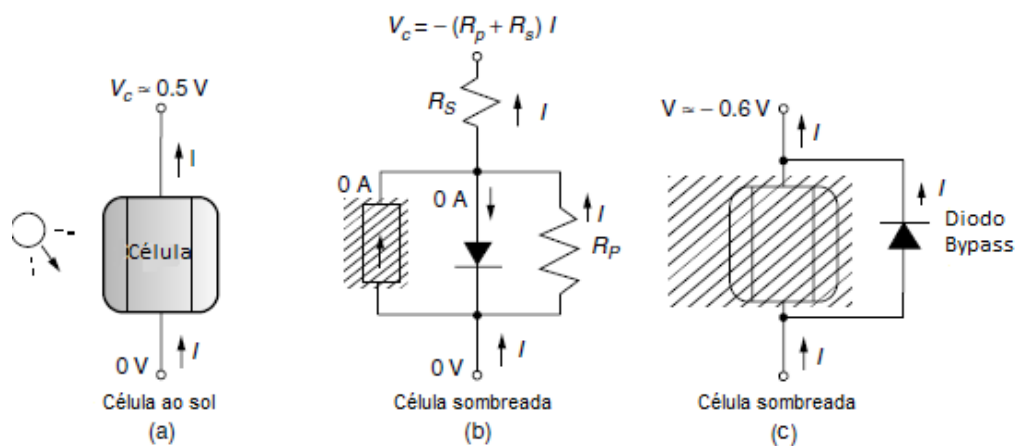 V_c ≃ 0.5 V
I
Célula
0 V
I
Célula ao sol
(a)
V_c = – (R_p + R_s) I
R_S
I
0 A
0 A
I
R_P
0 V
I
Célula sombreada
(b)
V ≃ – 0.6 V
I
I
Diodo
Bypass
I
Célula sombreada
(c)